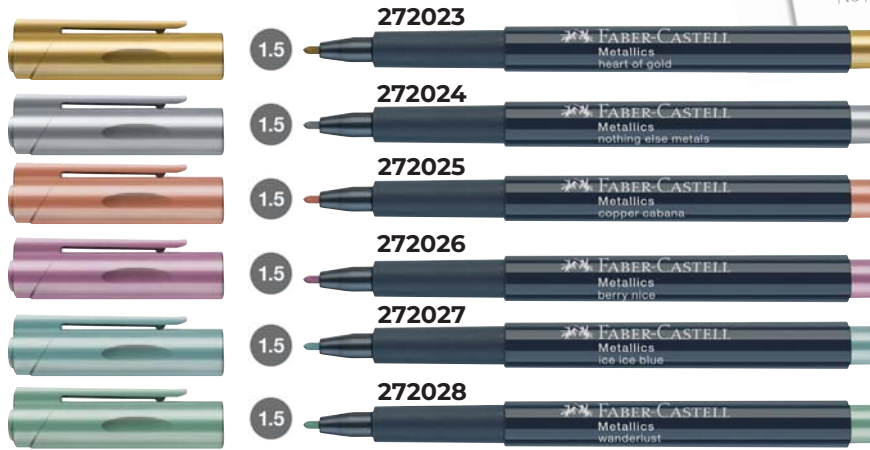 272023
1.5
FABER-CASTELL
Metallics
heart of gold
272024
1.5
FABER-CASTELL
Metallics
nothing else metals
272025
1.5
FABER-CASTELL
Metallics
copper cabana
272026
1.5
FABER-CASTELL
Metallics
berry nice
272027
1.5
FABER-CASTELL
Metallics
ice ice blue
272028
1.5
FABER-CASTELL
Metallics
wanderlust